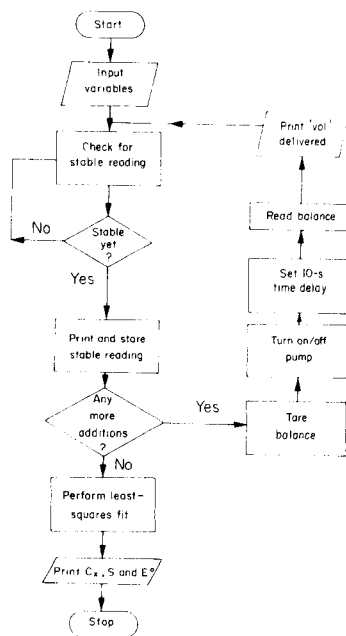 Start
Input
variables
Print 'vol'
delivered
Check for
stable reading
Read balance
No
Stable
yet
?
Yes
Set 10-s
time delay
Print and store
stable reading
Turn on/off
pump
Any
more
additions
?
Yes
Tare
balance
No
Perform least-
squares fit
Print Cx, S and E°
Stop